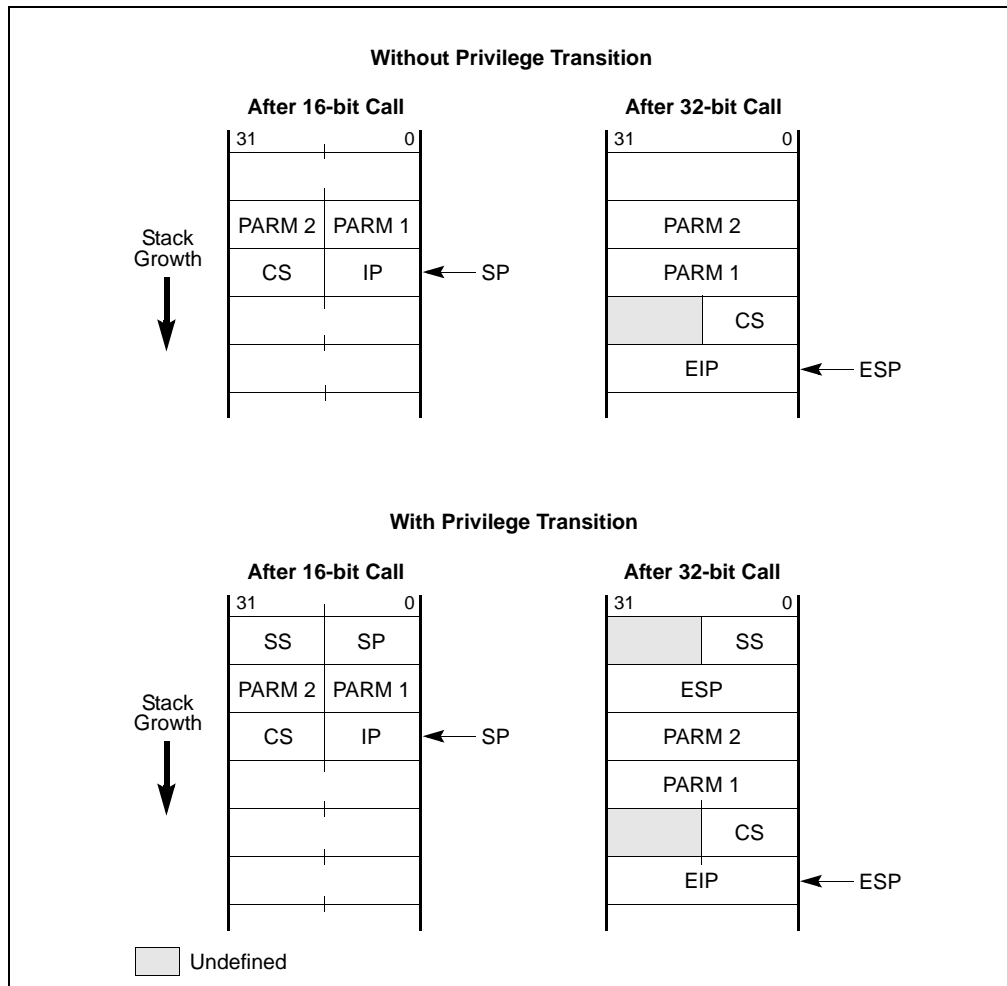 Without Privilege Transition
After 16-bit Call
After 32-bit Call
31 0
31 0
PARM 2 PARM 1
PARM 2
Stack
Growth
CS IP
SP
PARM 1
CS
EIP
ESP
With Privilege Transition
After 16-bit Call
After 32-bit Call
31 0
31 0
SS SP
SS
PARM 2 PARM 1
ESP
Stack
Growth
CS IP
SP
PARM 2
PARM 1
CS
EIP
ESP
Undefined